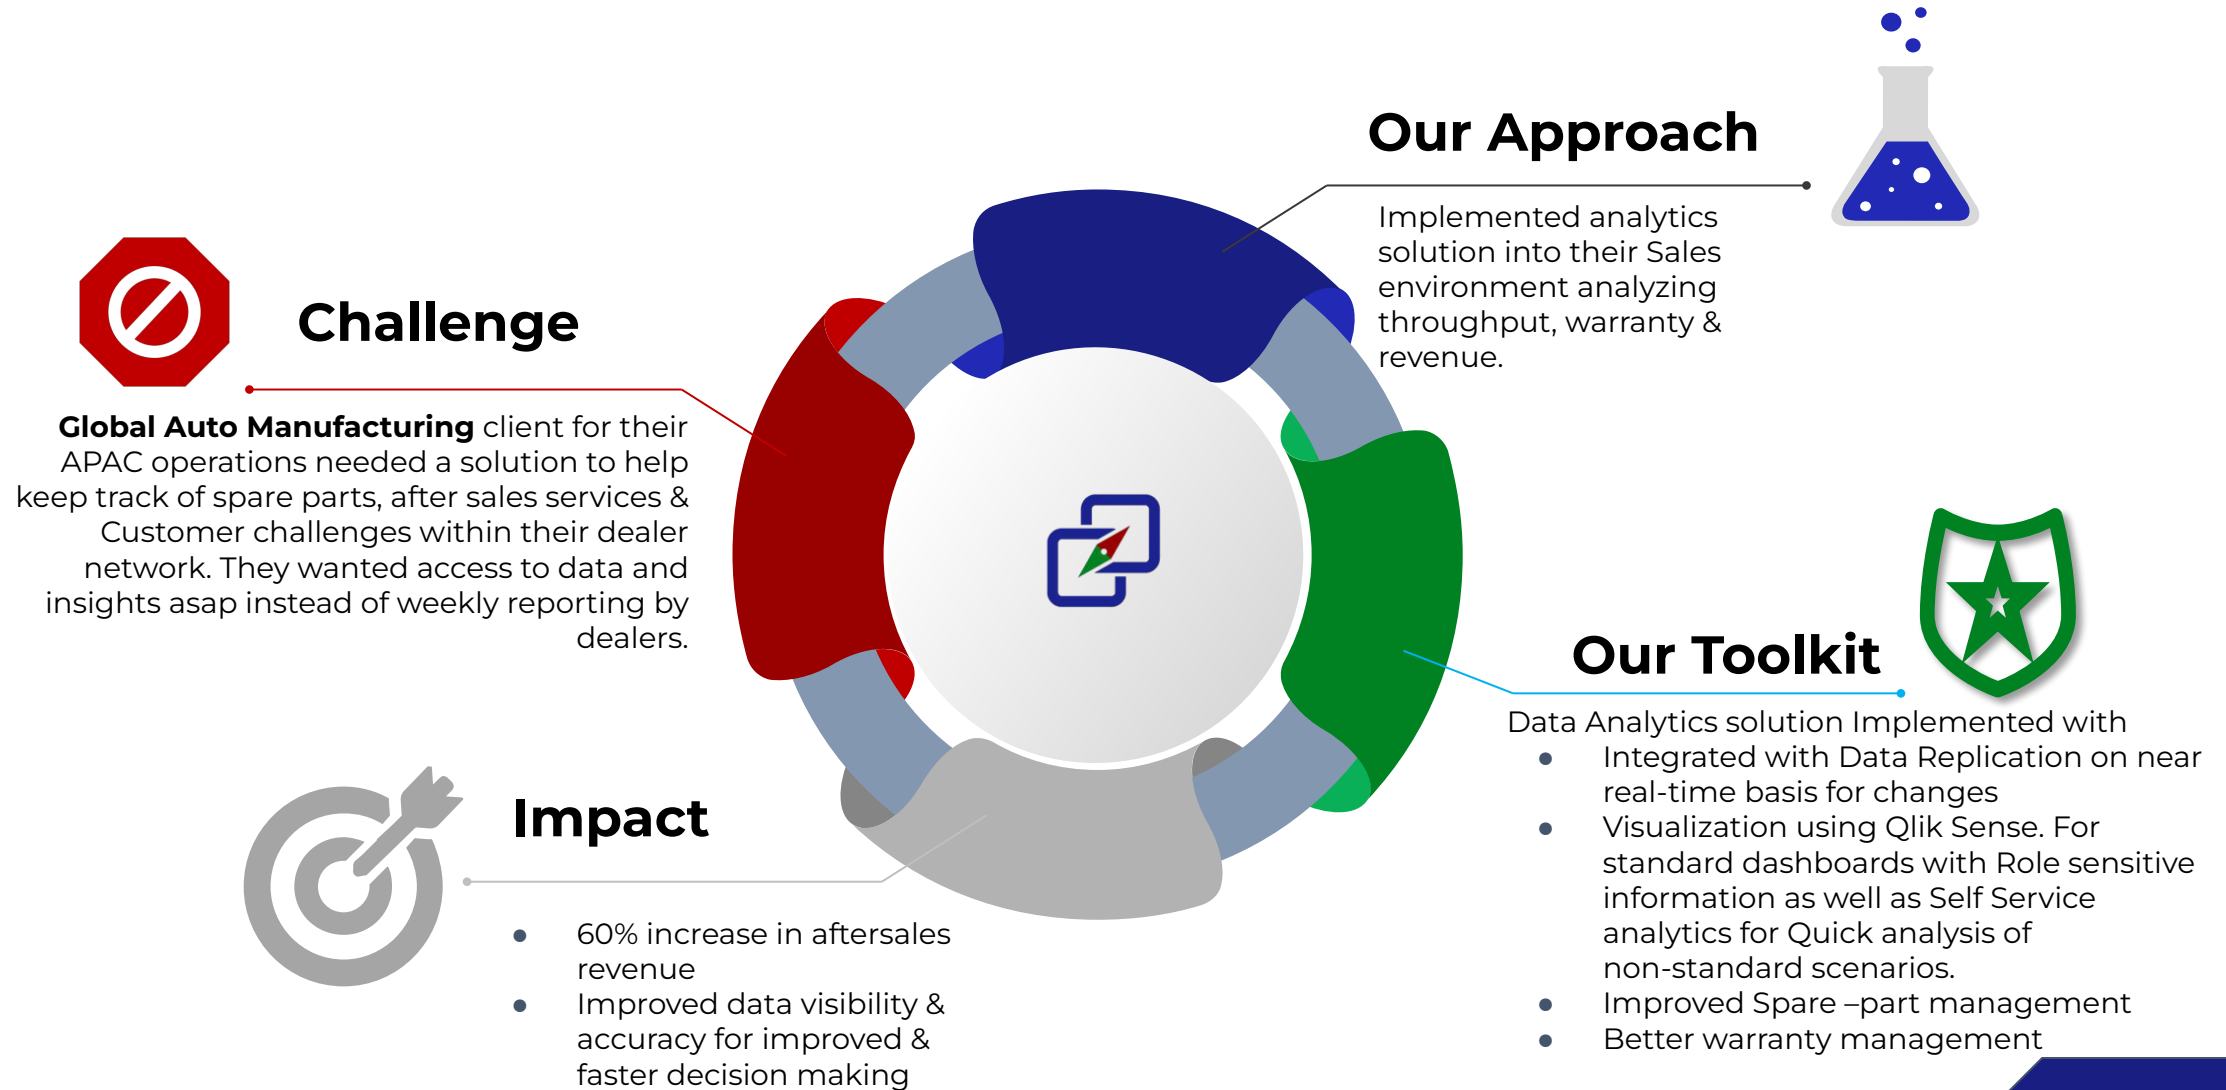 Challenge
Global Auto Manufacturing client for their
APAC operations needed a solution to help
keep track of spare parts, after sales services &
Customer challenges within their dealer
network. They wanted access to data and
insights asap instead of weekly reporting by
dealers.
Our Approach
Implemented analytics
solution into their Sales
environment analyzing
throughput, warranty &
revenue.
Our Toolkit
Data Analytics solution Implemented with
● Integrated with Data Replication on near
real-time basis for changes
● Visualization using Qlik Sense. For
standard dashboards with Role sensitive
information as well as Self Service
analytics for Quick analysis of
non-standard scenarios.
● Improved Spare –part management
● Better warranty management
Impact
● 60% increase in aftersales
revenue
● Improved data visibility &
accuracy for improved &
faster decision making